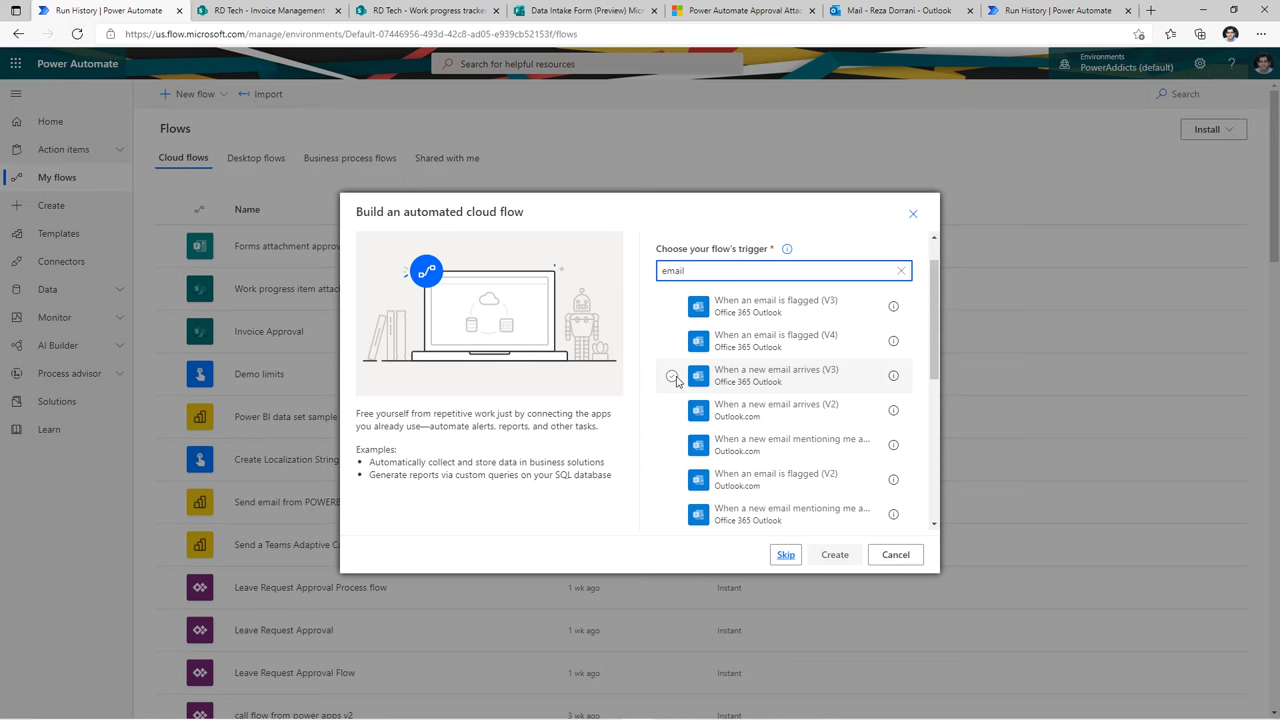 Run History | Power Automate
RD Tech - Invoice Management
RD Tech - Work progress tracker
Data Intake Form (Preview) Mic
Power Automate Approval Attac
Mail - Reza Dorrani - Outlook
Run History | Power Automate
https://us.flow.microsoft.com/manage/environments/Default-07446956-493d-42c8-ad05-e939cb52153f/flows
Power Automate
Search for helpful resources
Environments
PowerAddicts (default)
New flow
Import
Search
Home
Action items
My flows
Create
Templates
Connectors
Data
Monitor
AI Builder
Process advisor
Solutions
Learn
Flows
Install
Cloud flows
Desktop flows
Business process flows
Shared with me
Name
Forms attachment approv
Work progress item attach
Invoice Approval
Demo limits
Power BI data set sample
Create Localization String
Send email from POWERB
Send a Teams Adaptive C
Leave Request Approval Process flow
1 wk ago
Instant
Leave Request Approval
1 wk ago
Instant
Leave Request Approval Flow
1 wk ago
Instant
call flow from power apps v2
3 wk ago
Instant
Build an automated cloud flow
Free yourself from repetitive work just by connecting the apps
you already use—automate alerts, reports, and other tasks.
Examples:
• Automatically collect and store data in business solutions
• Generate reports via custom queries on your SQL database
Choose your flow's trigger *
email
When an email is flagged (V3)
Office 365 Outlook
When an email is flagged (V4)
Office 365 Outlook
When a new email arrives (V3)
Office 365 Outlook
When a new email arrives (V2)
Outlook.com
When a new email mentioning me a...
Outlook.com
When an email is flagged (V2)
Outlook.com
When a new email mentioning me a...
Office 365 Outlook
Skip
Create
Cancel